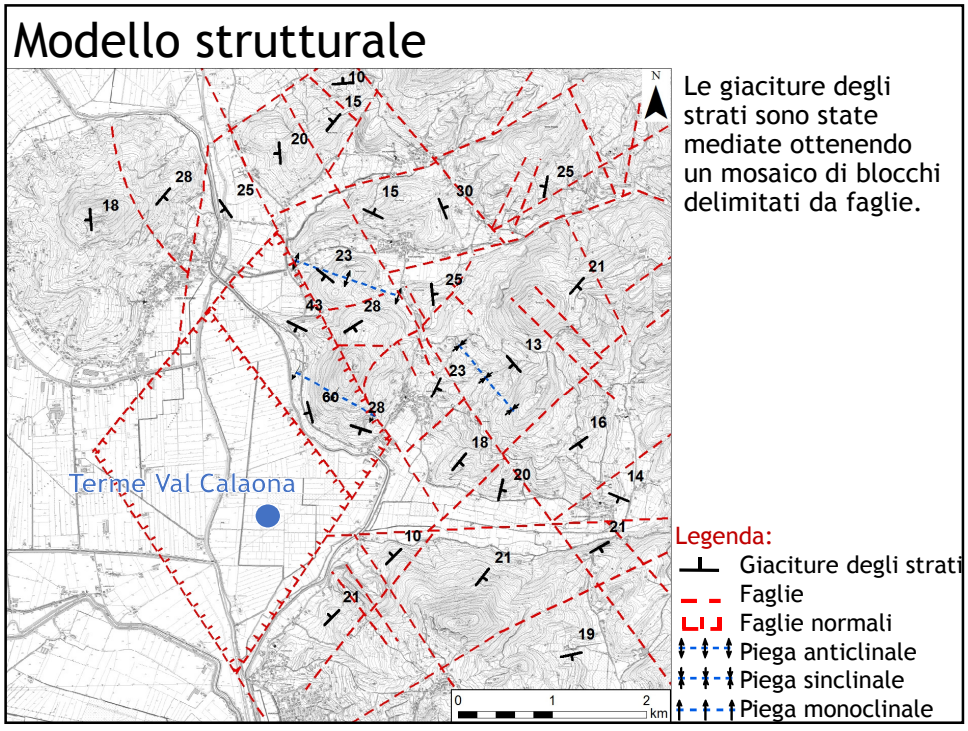 Modello strutturale
Le giaciture degli
strati sono state
mediate ottenendo
un mosaico di blocchi
delimitati da faglie.
N
10
15
20
28
25
18
15
30
25
23
21
25
43
28
13
23
60
28
16
18
20
14
21
10
21
21
19
Terme Val Calaona
0
1
2
km
Legenda:
Giaciture degli strati
Faglie
Faglie normali
Piega anticlinale
Piega sinclinale
Piega monoclinale